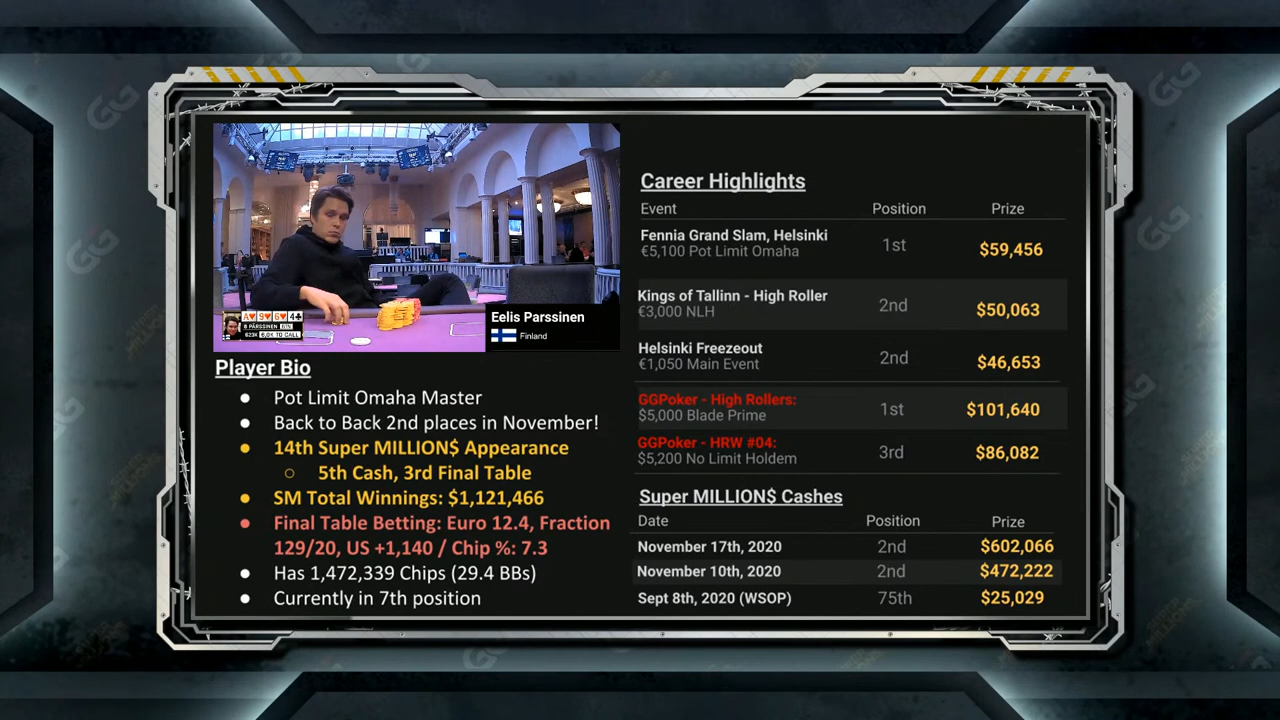 A♥ 9♥ 6♥ 4♣
8 PÄRSSINEN
Eelis Parssinen
Finland
Player Bio
● Pot Limit Omaha Master
● Back to Back 2nd places in November!
● 14th Super MILLION$ Appearance
○ 5th Cash, 3rd Final Table
● SM Total Winnings: $1,121,466
● Final Table Betting: Euro 12.4, Fraction
129/20, US +1,140 / Chip %: 7.3
● Has 1,472,339 Chips (29.4 BBs)
● Currently in 7th position
Career Highlights
Event Position Prize
Fennia Grand Slam, Helsinki
€5,100 Pot Limit Omaha
1st $59,456
Kings of Tallinn - High Roller
€3,000 NLH
2nd $50,063
Helsinki Freezeout
€1,050 Main Event
2nd $46,653
GGPoker - High Rollers:
$5,000 Blade Prime
1st $101,640
GGPoker - HRW #04:
$5,200 No Limit Holdem
3rd $86,082
Super MILLION$ Cashes
Date Position Prize
November 17th, 2020 2nd $602,066
November 10th, 2020 2nd $472,222
Sept 8th, 2020 (WSOP) 75th $25,029